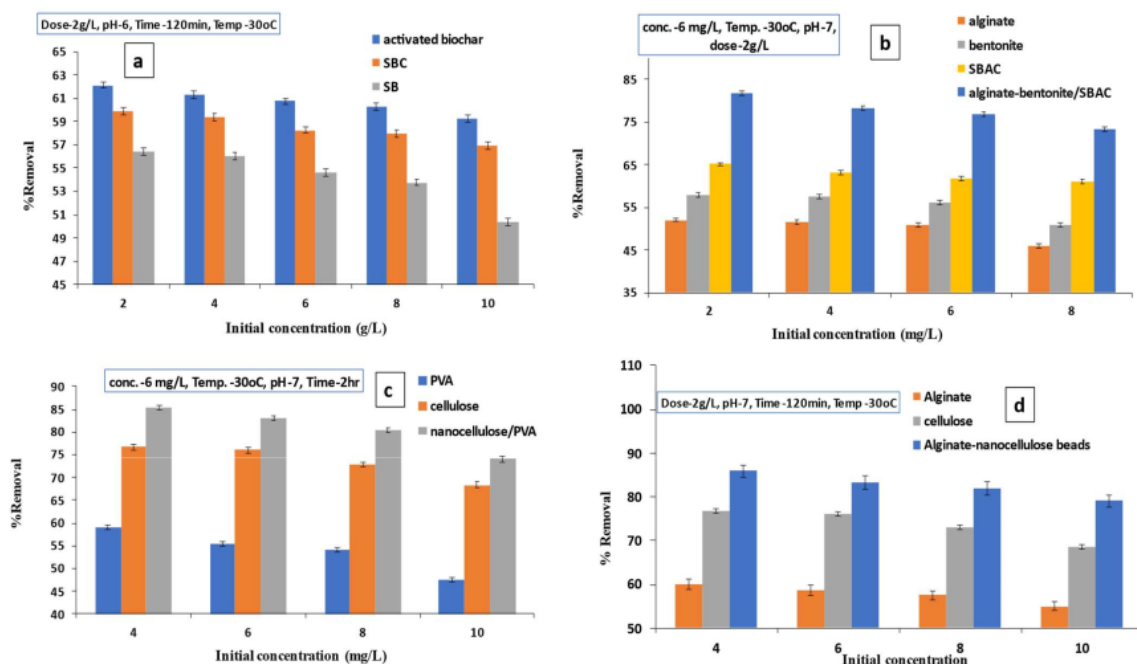 Dose-2g/L, pH-6, Time-120min, Temp-30oC
a
activated biochar
SBC
SB
%Removal
65
63
61
59
57
55
53
51
49
47
45
2 4 6 8 10
Initial concentration (g/L)
conc. -6 mg/L, Temp. -30oC, pH-7,
dose-2g/L
b
alginate
bentonite
SBAC
alginate-bentonite/SBAC
%Removal
85
75
65
55
45
35
2 4 6 8
Initial concentration (mg/L)
conc. -6 mg/L, Temp. -30oC, pH-7, Time-2hr
c
PVA
cellulose
nanocellulose/PVA
%Removal
90
85
80
75
70
65
60
55
50
45
40
4 6 8 10
Initial concentration (mg/L)
Dose-2g/L, pH-7, Time -120min, Temp -30oC
d
Alginate
cellulose
Alginate-nanocellulose beads
% Removal
110
100
90
80
70
60
50
4 6 8 10
Initial concentration